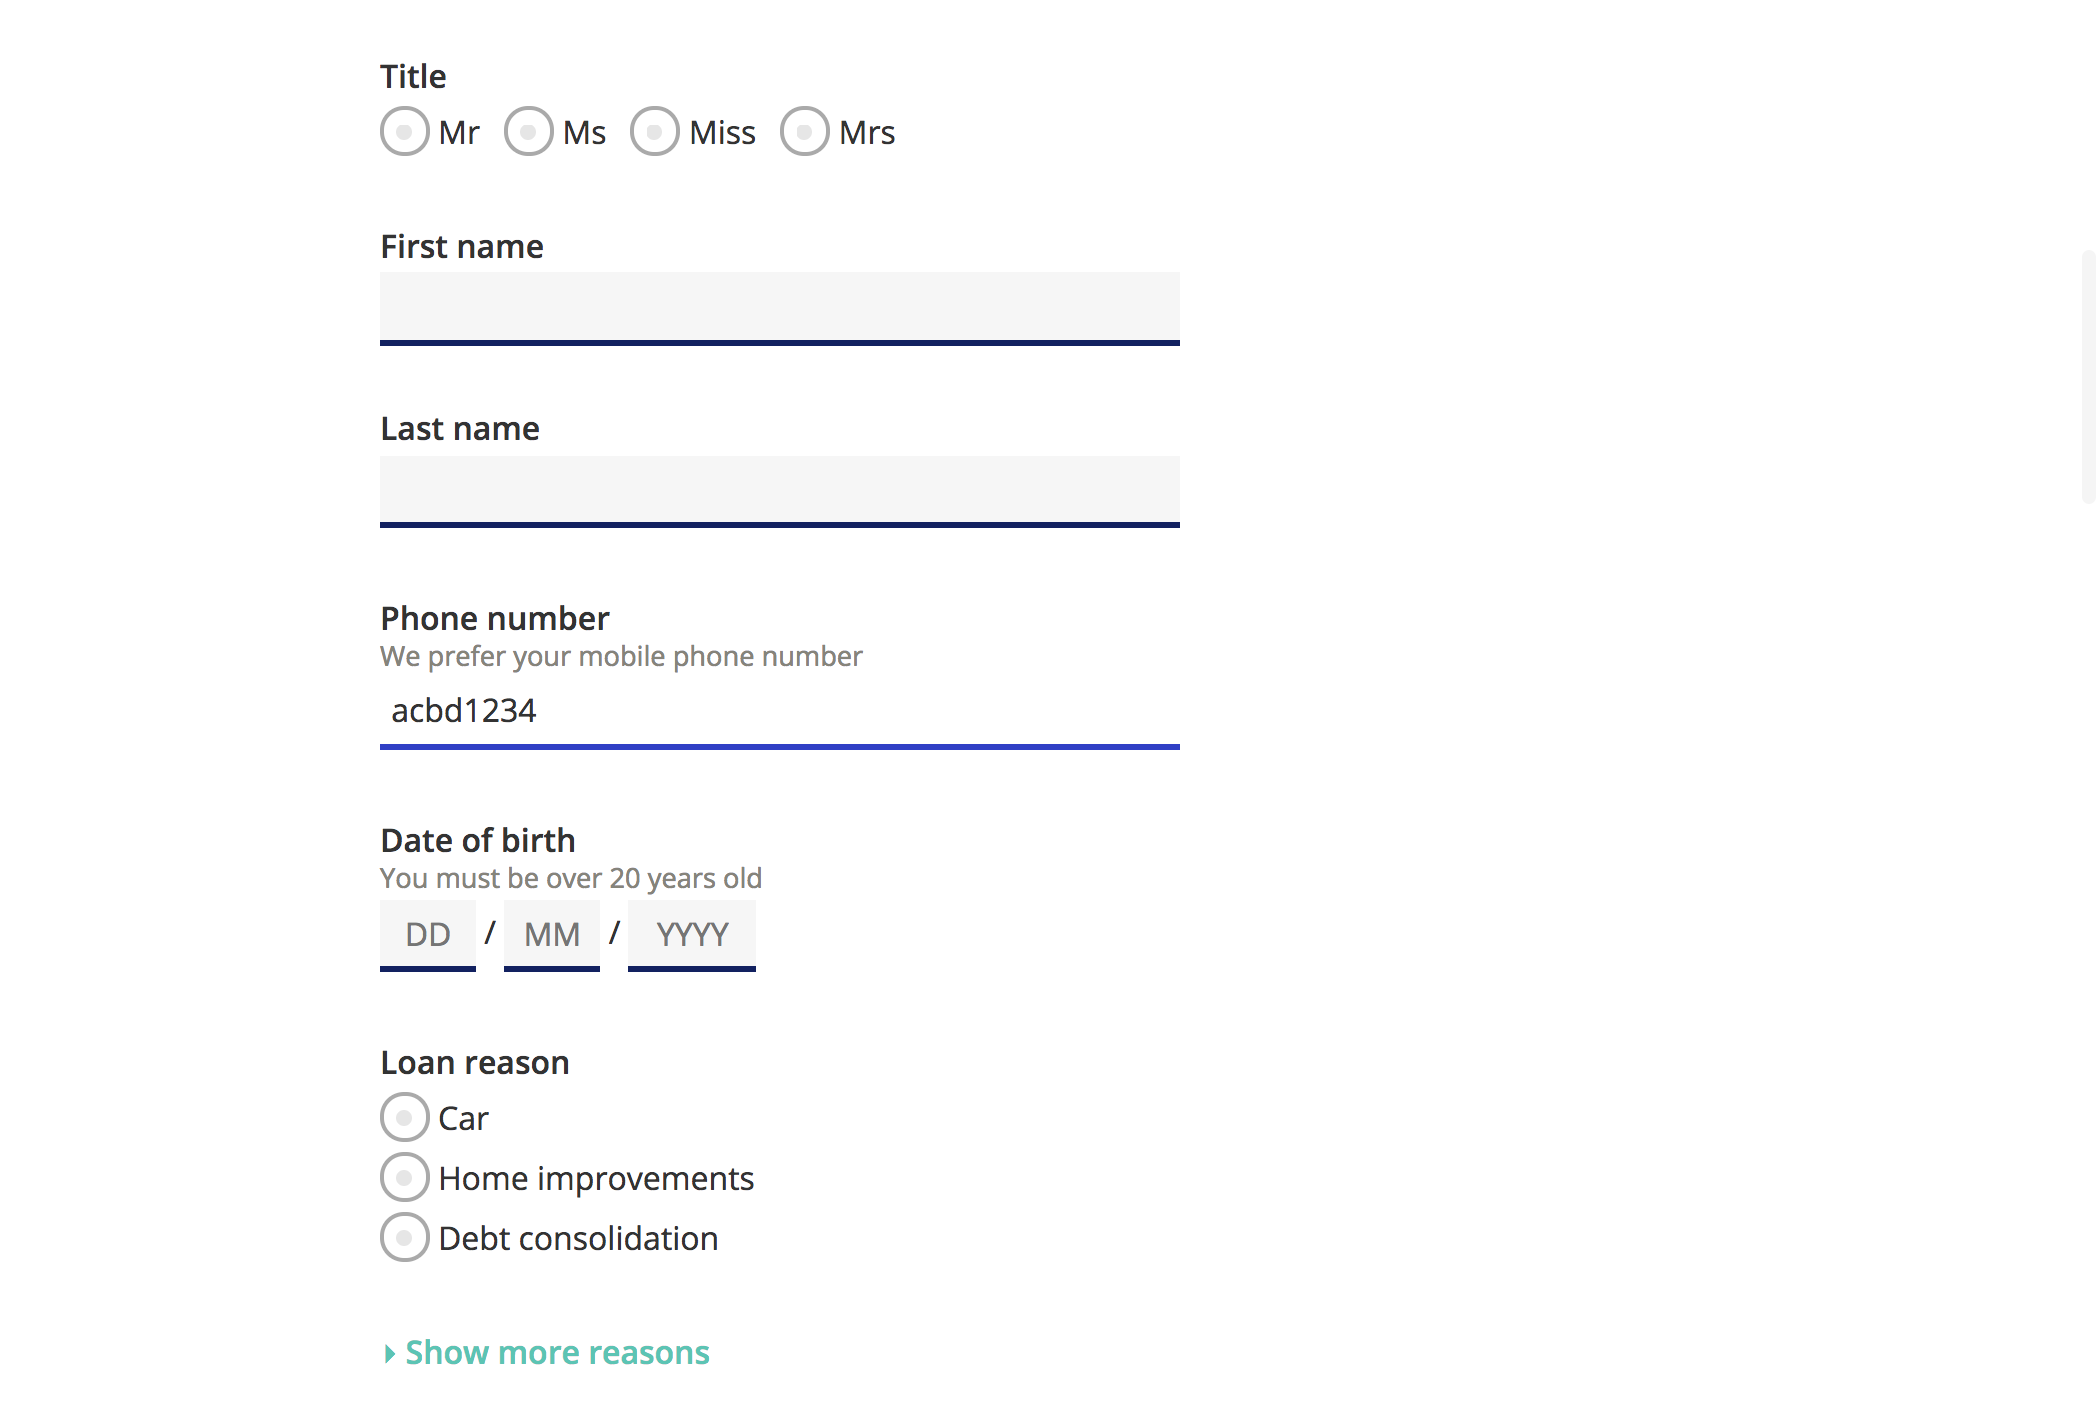 Title
Mr Ms Miss Mrs
First name
Last name
Phone number
We prefer your mobile phone number
acbd1234
Date of birth
You must be over 20 years old
DD / MM / YYYY
Loan reason
Car
Home improvements
Debt consolidation
Show more reasons